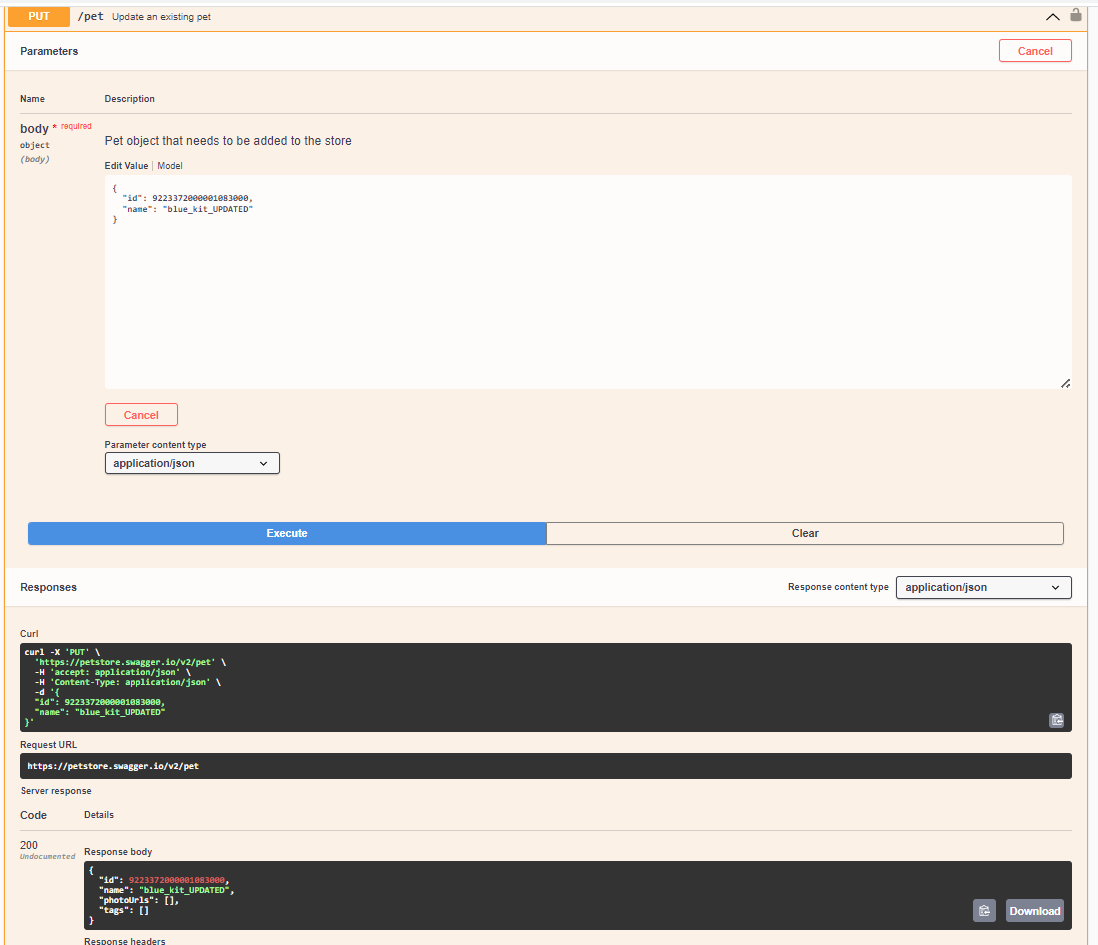 PUT /pet Update an existing pet
Parameters
Cancel
Name Description
body * required
object
(body)
Pet object that needs to be added to the store
Edit Value | Model
{
  "id": 9223372000001083000,
  "name": "blue_kit_UPDATED"
}
Cancel
Parameter content type
application/json
Execute Clear
Responses
Response content type application/json
Curl
curl -X 'PUT' \
  'https://petstore.swagger.io/v2/pet' \
  -H 'accept: application/json' \
  -H 'Content-Type: application/json' \
  -d '{
  "id": 9223372000001083000,
  "name": "blue_kit_UPDATED"
}'
Request URL
https://petstore.swagger.io/v2/pet
Server response
Code Details
200
Undocumented
Response body
{
  "id": 9223372000001083000,
  "name": "blue_kit_UPDATED",
  "photoUrls": [],
  "tags": []
}
Download
Response headers